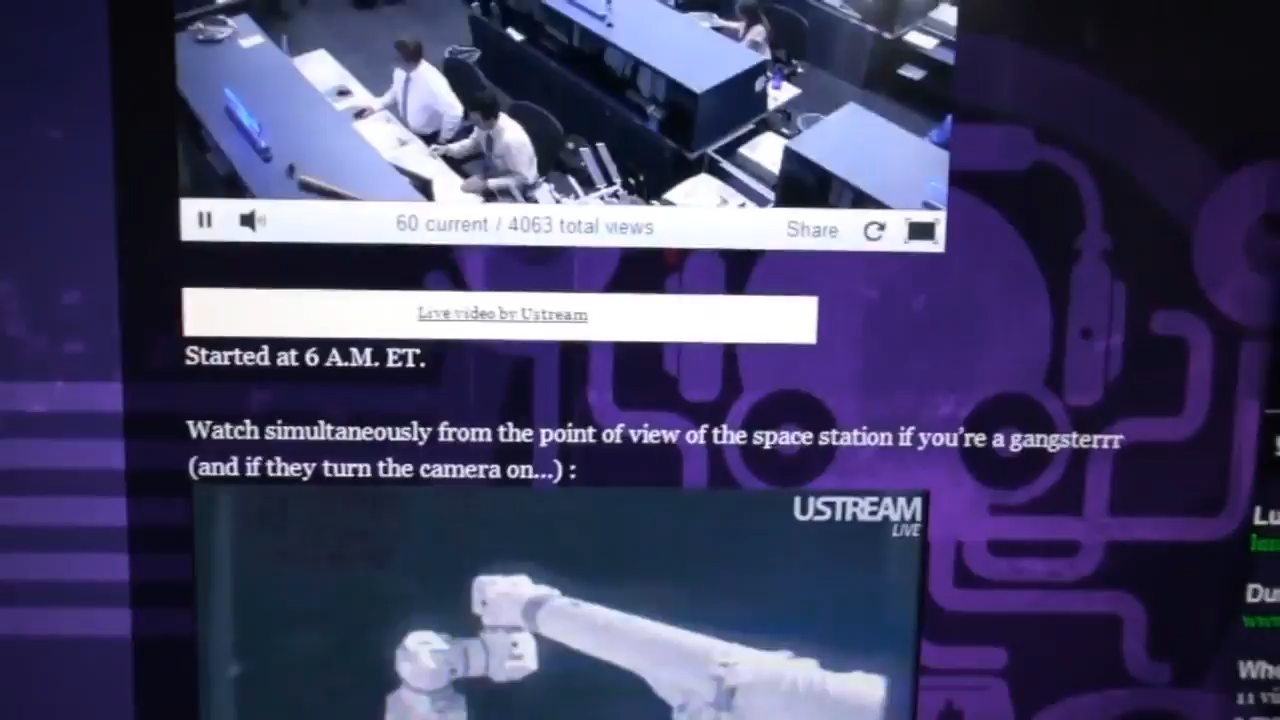 60 current / 4063 total views
Share
Live video by Ustream
Started at 6 A.M. ET.
Watch simultaneously from the point of view of the space station if you're a gangsterrr
(and if they turn the camera on...) :
USTREAM
LIVE